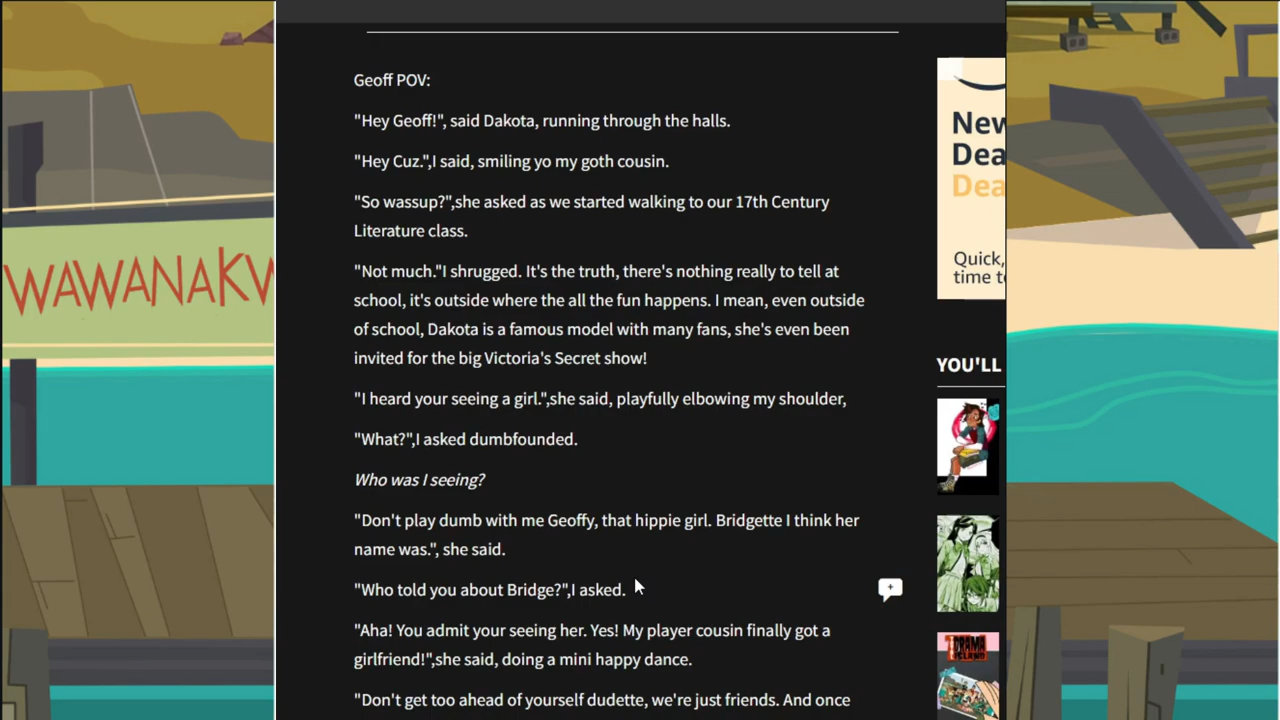 Geoff POV:
"Hey Geoff!", said Dakota, running through the halls.
"Hey Cuz.",I said, smiling yo my goth cousin.
"So wassup?",she asked as we started walking to our 17th Century
Literature class.
"Not much."I shrugged. It's the truth, there's nothing really to tell at
school, it's outside where the all the fun happens. I mean, even outside
of school, Dakota is a famous model with many fans, she's even been
invited for the big Victoria's Secret show!
"I heard your seeing a girl.",she said, playfully elbowing my shoulder,
"What?",I asked dumbfounded.
Who was I seeing?
"Don't play dumb with me Geoffy, that hippie girl. Bridgette I think her
name was.", she said.
"Who told you about Bridge?",I asked.
"Aha! You admit your seeing her. Yes! My player cousin finally got a
girlfriend!",she said, doing a mini happy dance.
"Don't get too ahead of yourself dudette, we're just friends. And once
WAWANAKW
New
Dea
Dea
Quick,
time to
YOU'LL
DRAMA
ISLAND